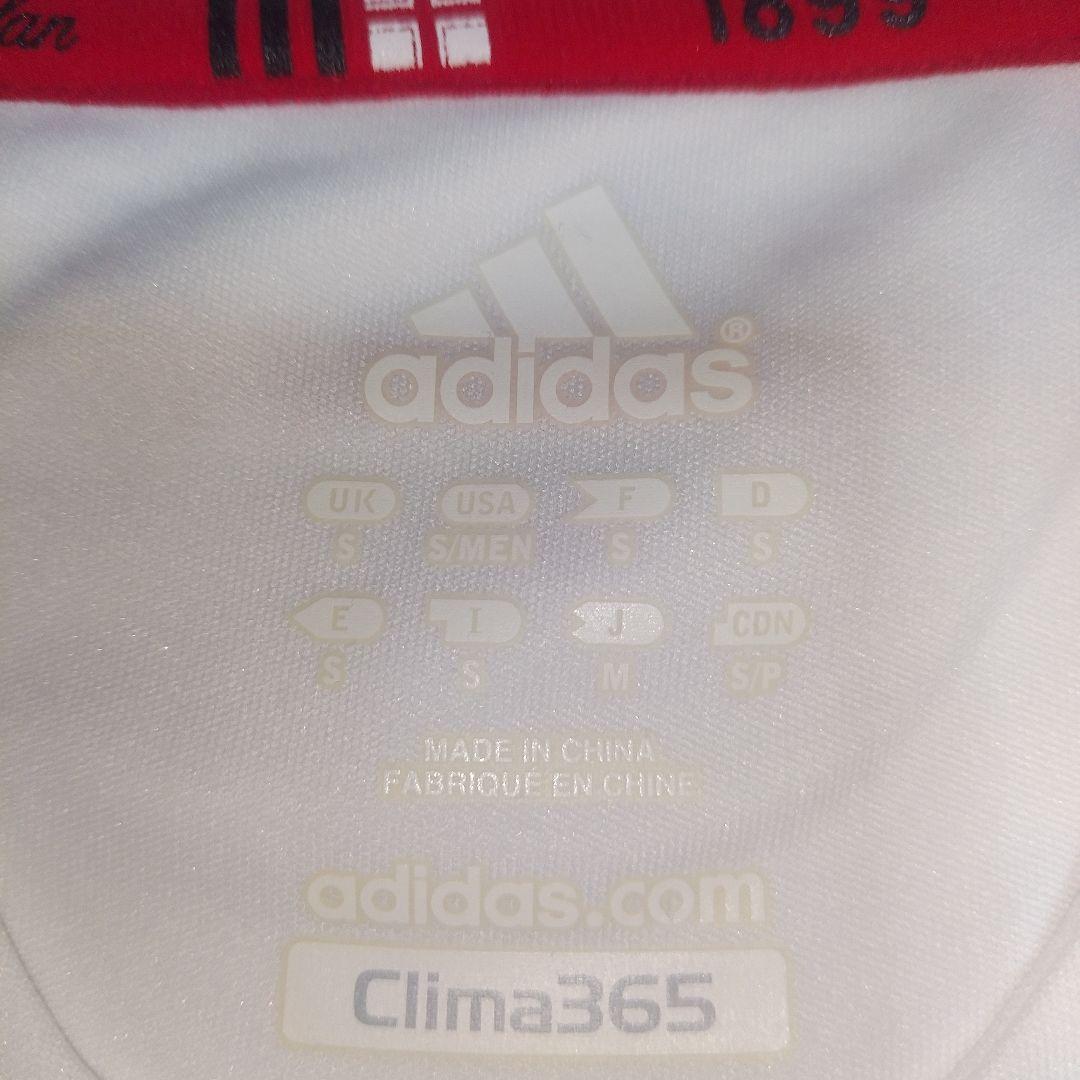 1899
adidas®
UK USA F D
S S/MEN S S
E I J CDN
S S M S/P
MADE IN CHINA
FABRIQUÉ EN CHINE
adidas.com
Clima365